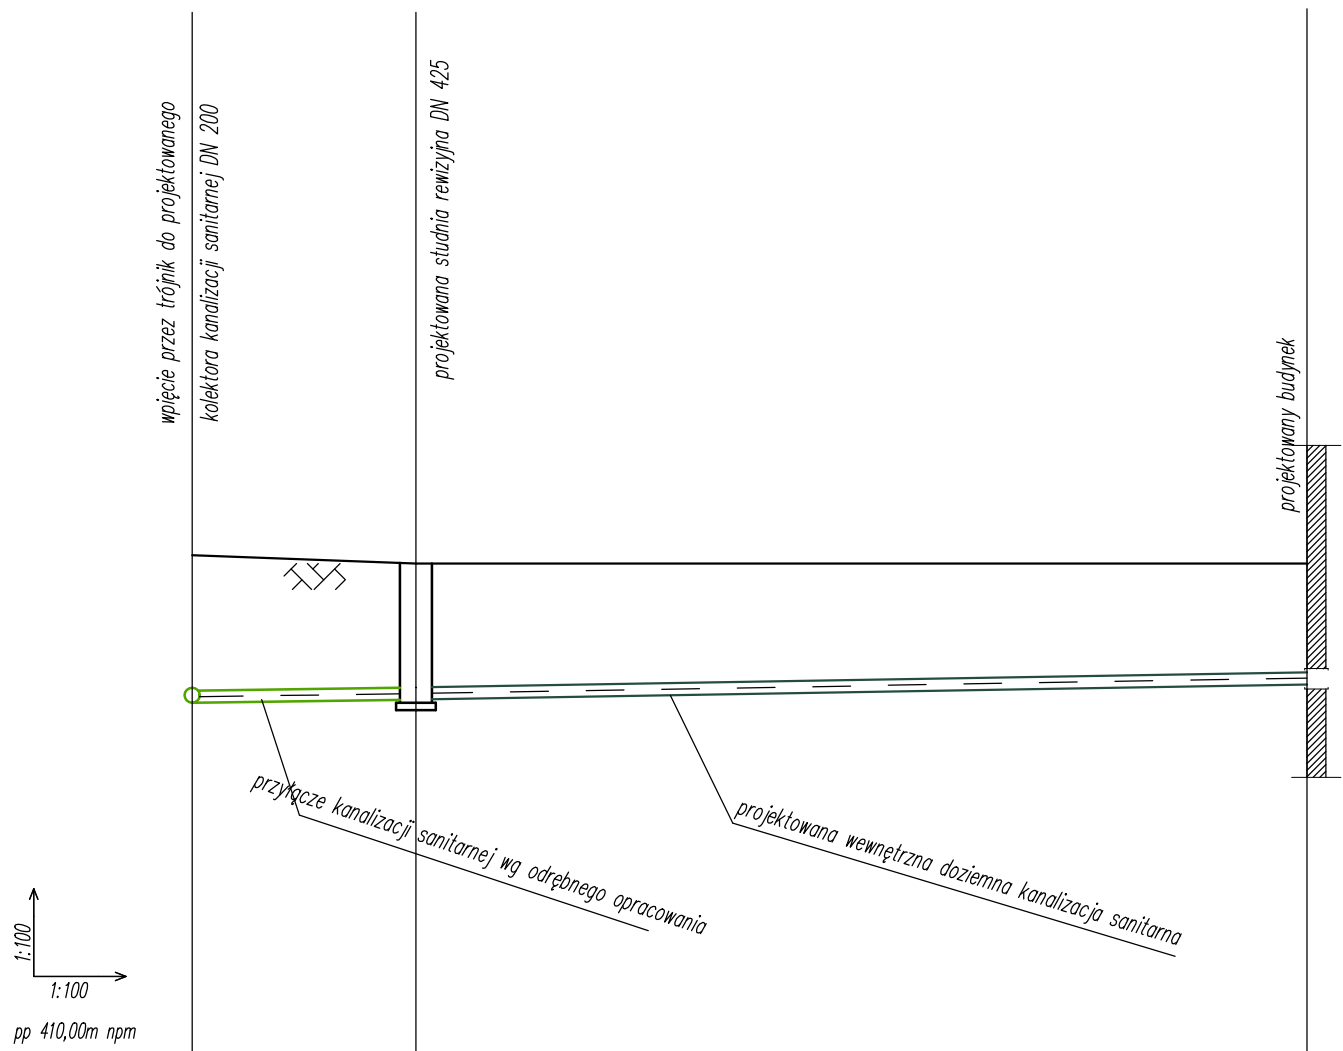 wpięcie przez trójnik do projektowanego
kolektora kanalizacji sanitarnej DN 200
projektowana studnia rewizyjna DN 425
projektowany budynek
przyłącze kanalizacji sanitarnej wg odrębnego opracowania
projektowana wewnętrzna doziemna kanalizacja sanitarna
1:100
1:100
pp 410,00m npm